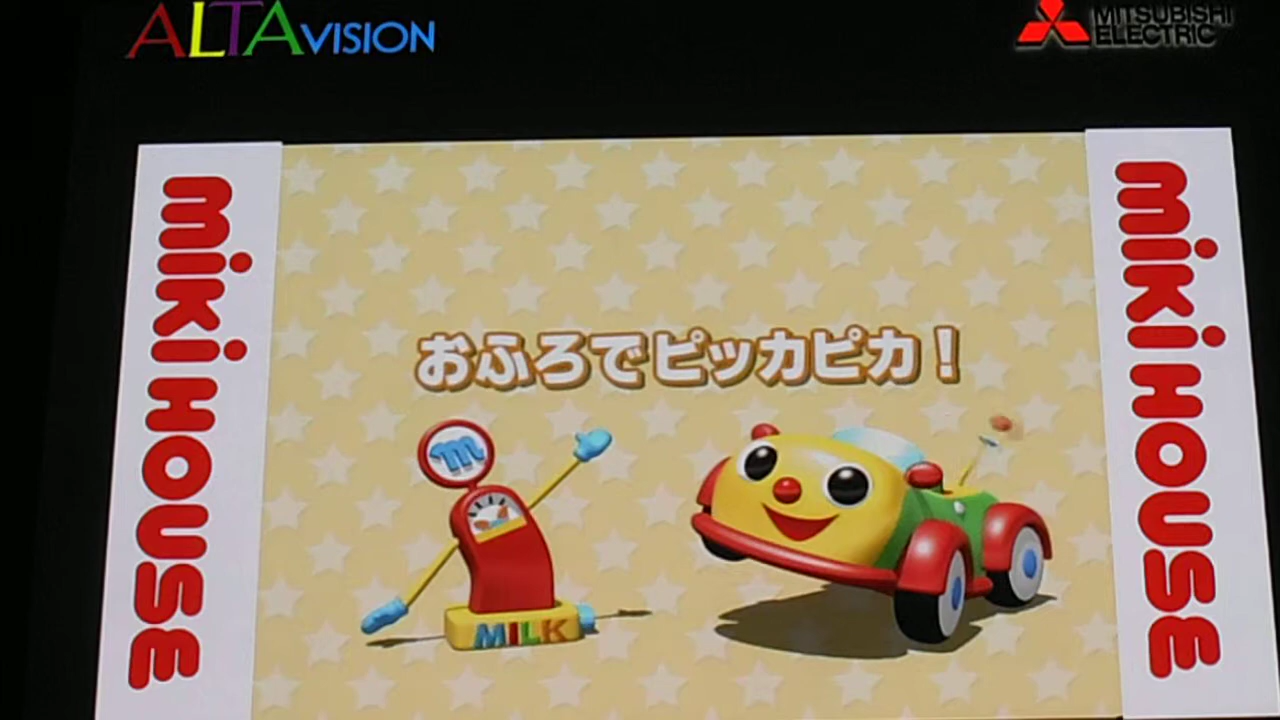 ALTAVISION
MITSUBISHI
ELECTRIC
miKiHOUSE
おふろでピッカピカ！
m
MILK
miKiHOUSE